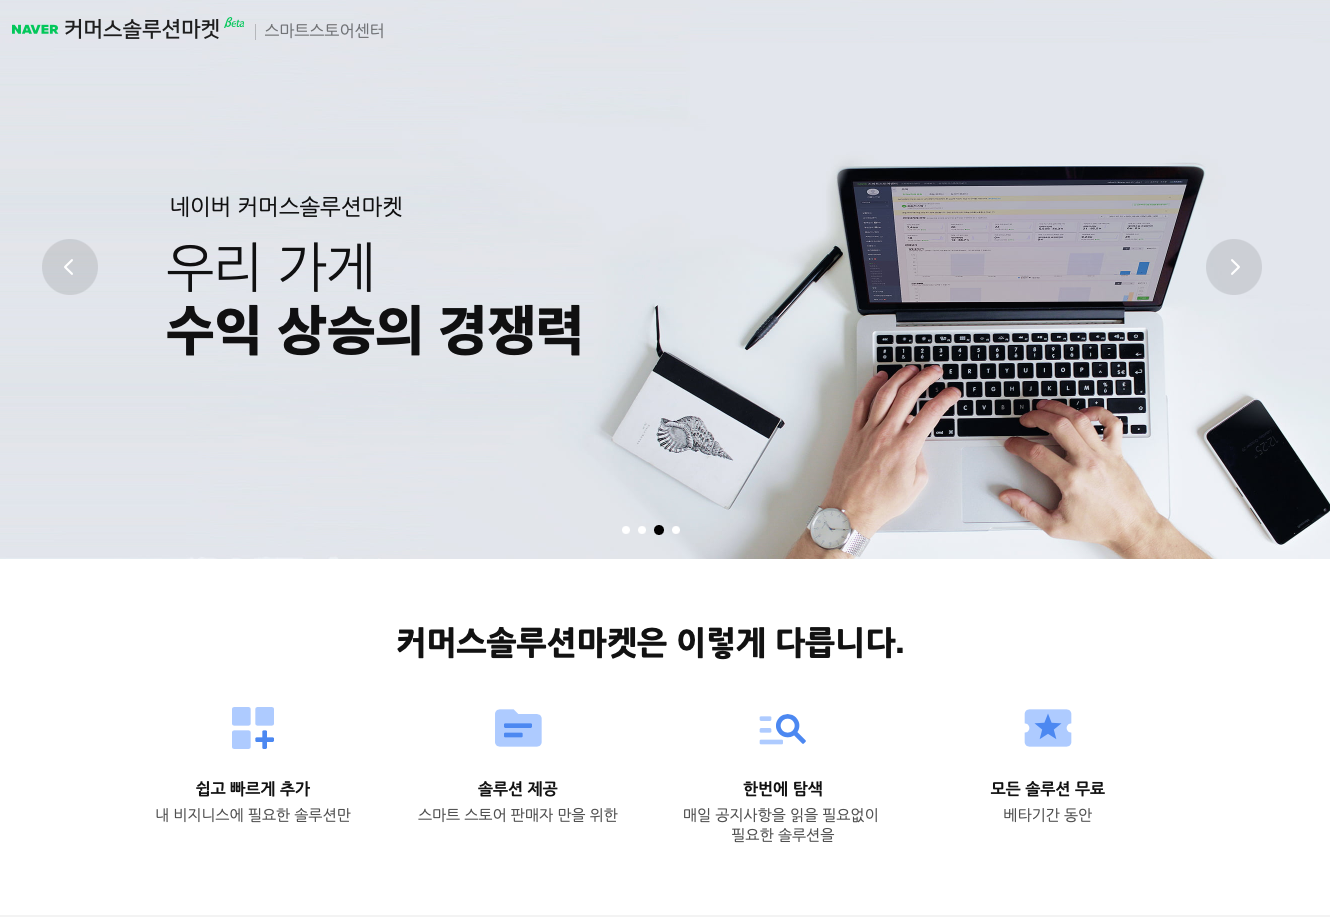 NAVER 커머스솔루션마켓 Beta | 스마트스토어센터
네이버 커머스솔루션마켓
우리 가게
수익 상승의 경쟁력
커머스솔루션마켓은 이렇게 다릅니다.
쉽고 빠르게 추가
내 비지니스에 필요한 솔루션만
솔루션 제공
스마트 스토어 판매자 만을 위한
한번에 탐색
매일 공지사항을 읽을 필요없이
필요한 솔루션을
모든 솔루션 무료
베타기간 동안